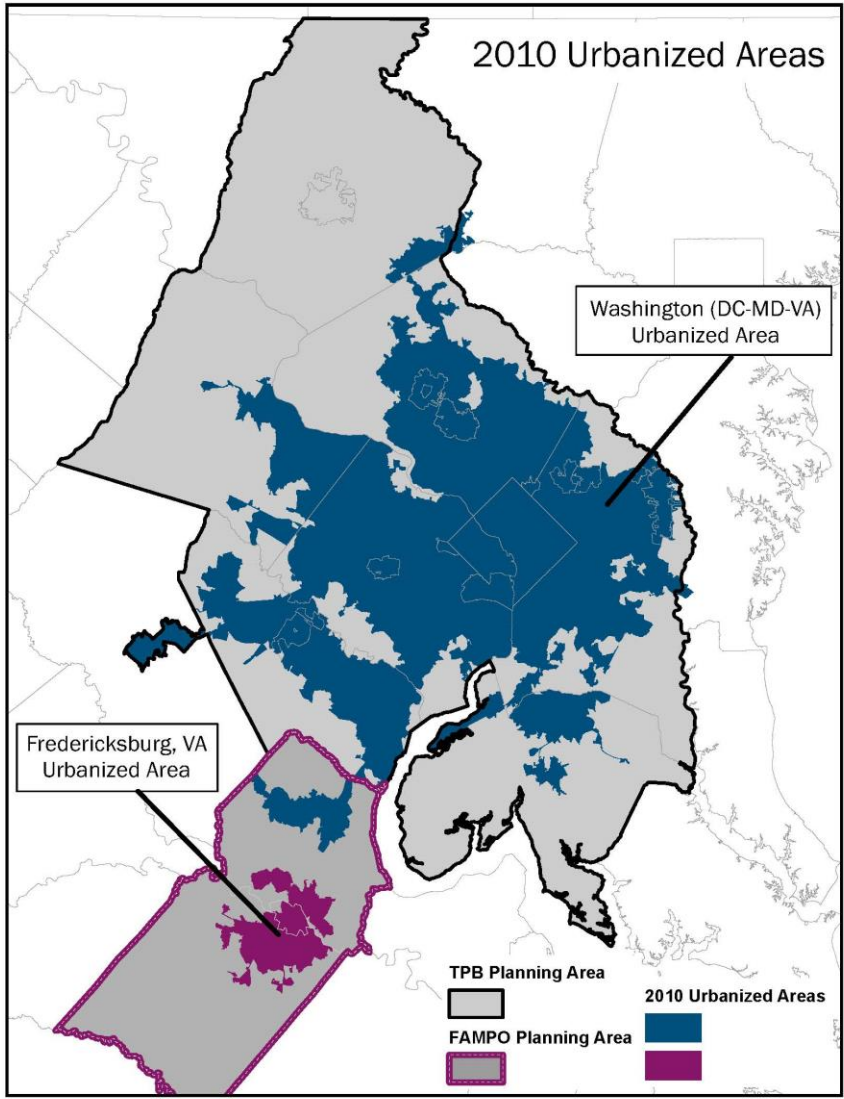 2010 Urbanized Areas
Washington (DC-MD-VA)
Urbanized Area
Fredericksburg, VA
Urbanized Area
TPB Planning Area
FAMPO Planning Area
2010 Urbanized Areas